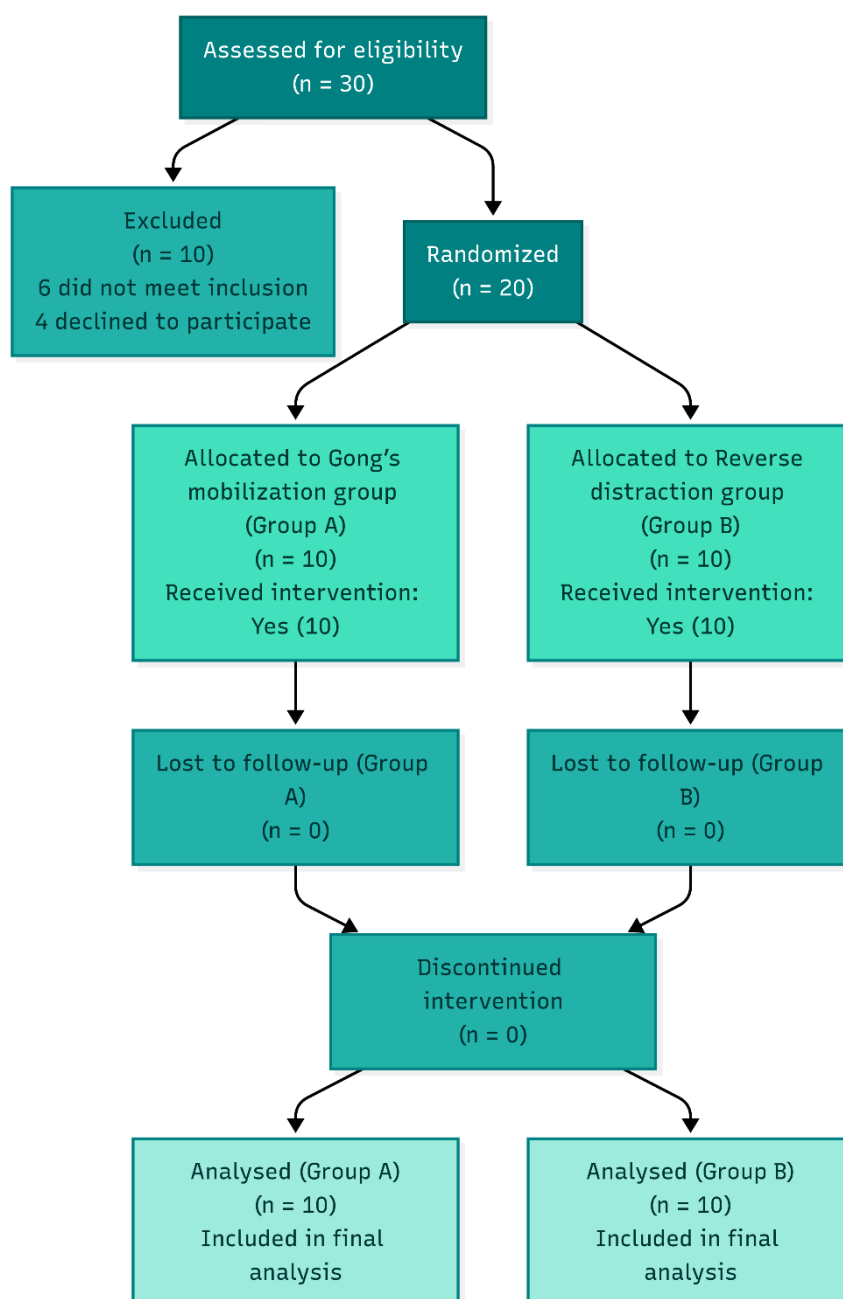 Assessed for eligibility
(n = 30)
Excluded
(n = 10)
6 did not meet inclusion
4 declined to participate
Randomized
(n = 20)
Allocated to Gong’s
mobilization group
(Group A)
(n = 10)
Received intervention:
Yes (10)
Allocated to Reverse
distraction group
(Group B)
(n = 10)
Received intervention:
Yes (10)
Lost to follow-up (Group
A)
(n = 0)
Lost to follow-up (Group
B)
(n = 0)
Discontinued
intervention
(n = 0)
Analysed (Group A)
(n = 10)
Included in final
analysis
Analysed (Group B)
(n = 10)
Included in final
analysis